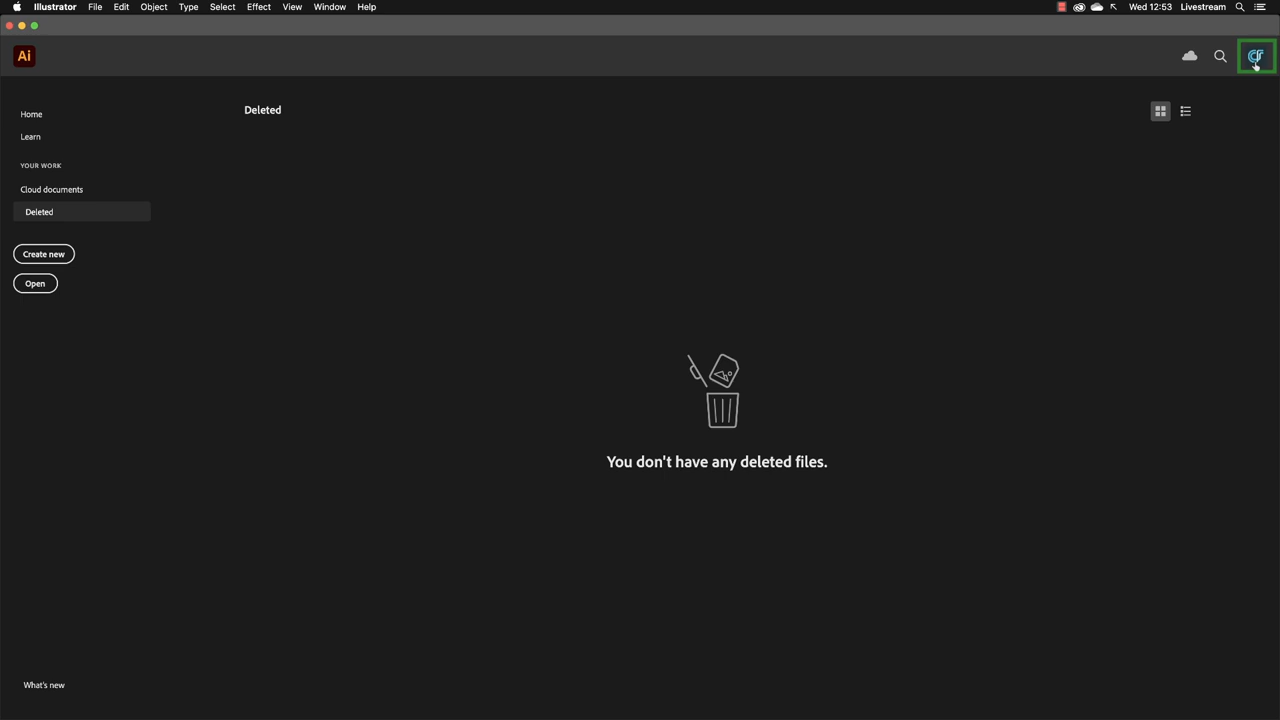 Illustrator File Edit Object Type Select Effect View Window Help Wed 12:53 Livestream
Ai
Deleted
Home
Learn
YOUR WORK
Cloud documents
Deleted
Create new
Open
You don't have any deleted files.
What's new